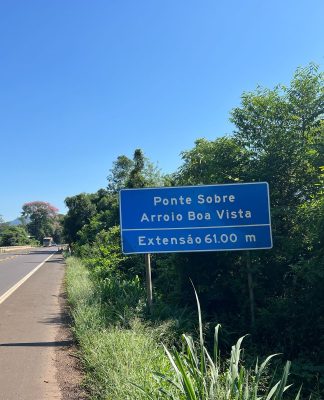 Ponte Sobre
Arroio Boa Vista
Extensão 61.00 m